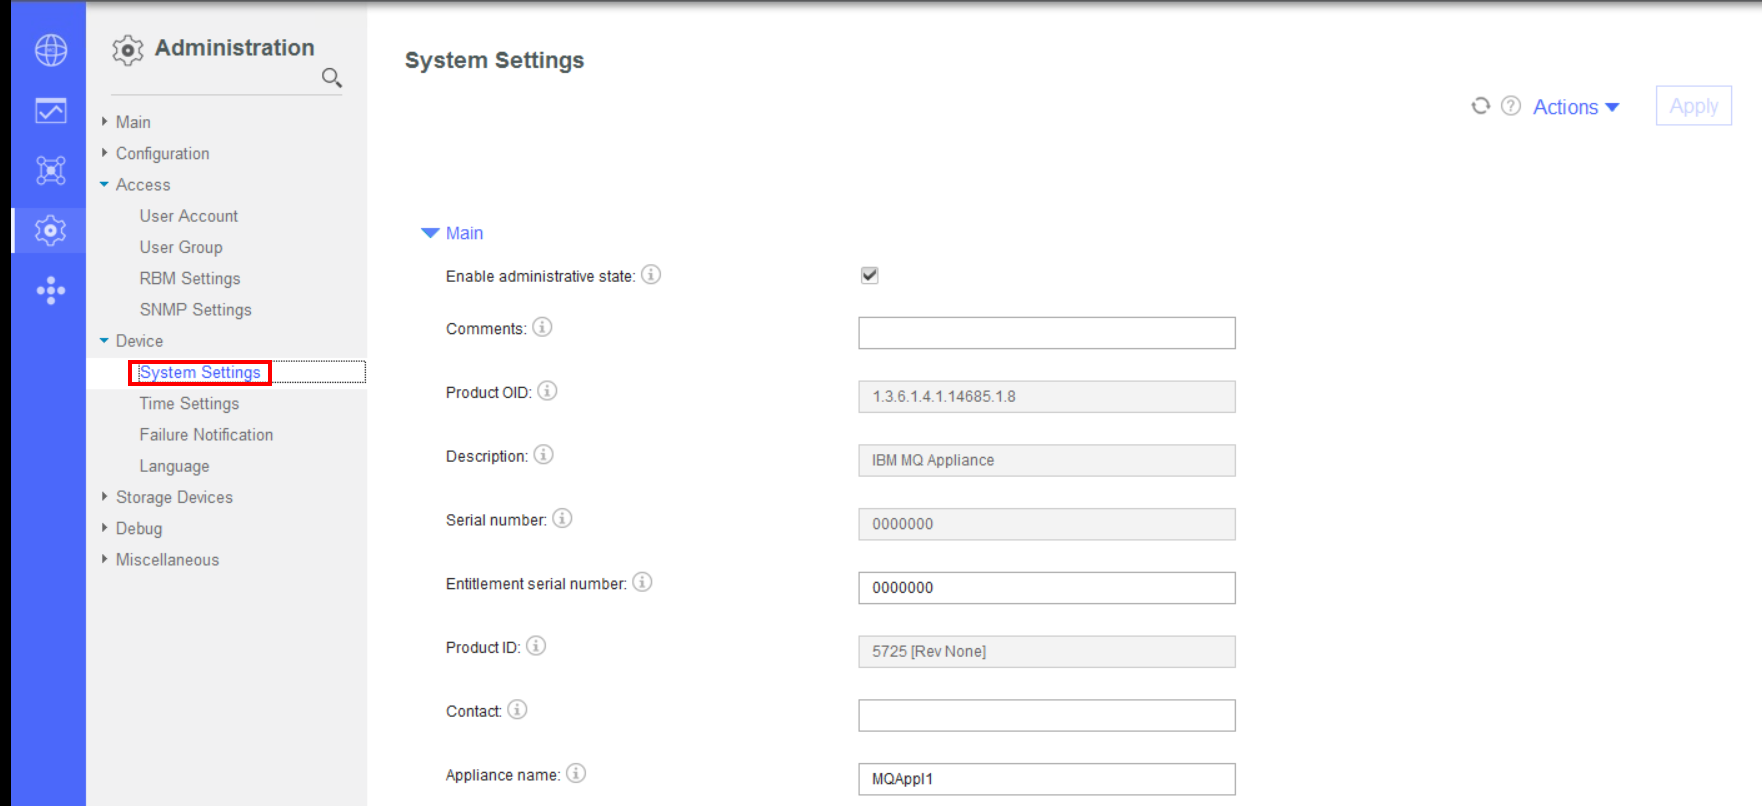 Administration
Main
Configuration
Access
User Account
User Group
RBM Settings
SNMP Settings
Device
System Settings
Time Settings
Failure Notification
Language
Storage Devices
Debug
Miscellaneous
System Settings
Actions
Apply
Main
Enable administrative state:
Comments:
Product OID: 1.3.6.1.4.1.14685.1.8
Description: IBM MQ Appliance
Serial number: 0000000
Entitlement serial number: 0000000
Product ID: 5725 [Rev None]
Contact:
Appliance name: MQAppl1